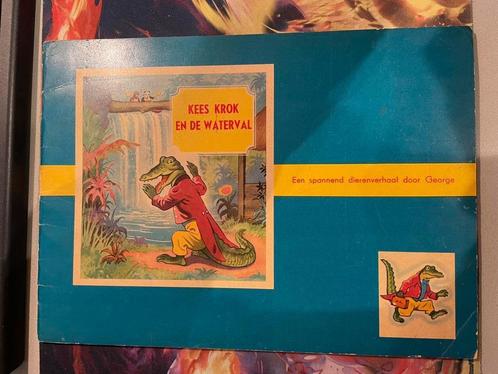 KEES KROK
EN DE WATERVAL
Een spannend dierenverhaal door George